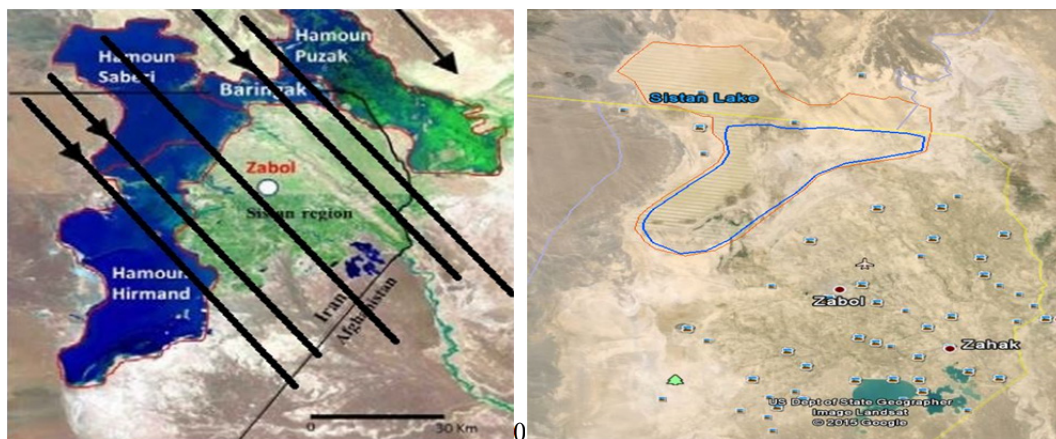 Hamoun
Saberi
Hamoun
Puzak
Baringak
Zabol
Sistan region
Hamoun
Hirmand
Iran
Afghanistan
30 Km
0
Sistan Lake
Zabol
Zahak
US Dept of State Geographer
Image Landsat
© 2015 Google